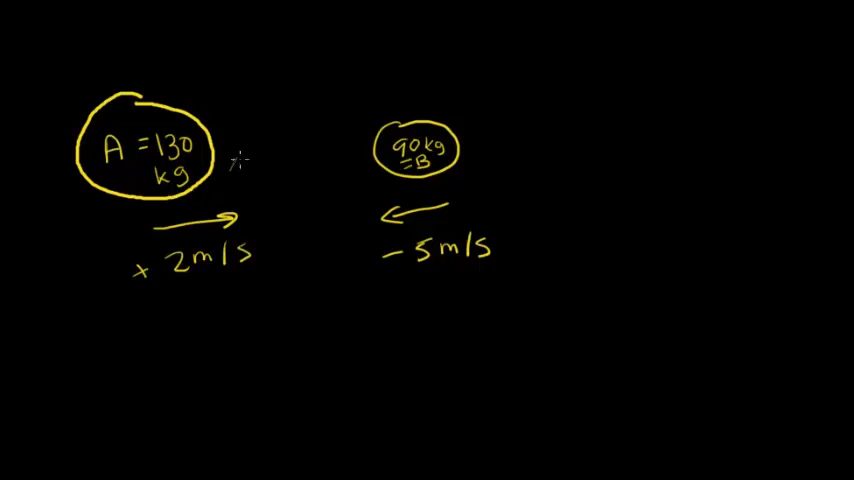 A = 130
kg
90kg
=B
+ 2m/s
- 5m/s